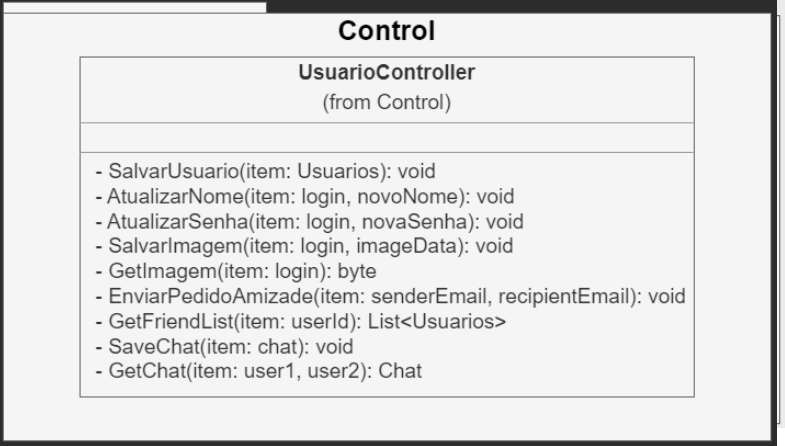 Control
UsuarioController
(from Control)
- SalvarUsuario(item: Usuarios): void
- AtualizarNome(item: login, novoNome): void
- AtualizarSenha(item: login, novaSenha): void
- SalvarImagem(item: login, imageData): void
- GetImagem(item: login): byte
- EnviarPedidoAmizade(item: senderEmail, recipientEmail): void
- GetFriendList(item: userId): List<Usuarios>
- SaveChat(item: chat): void
- GetChat(item: user1, user2): Chat